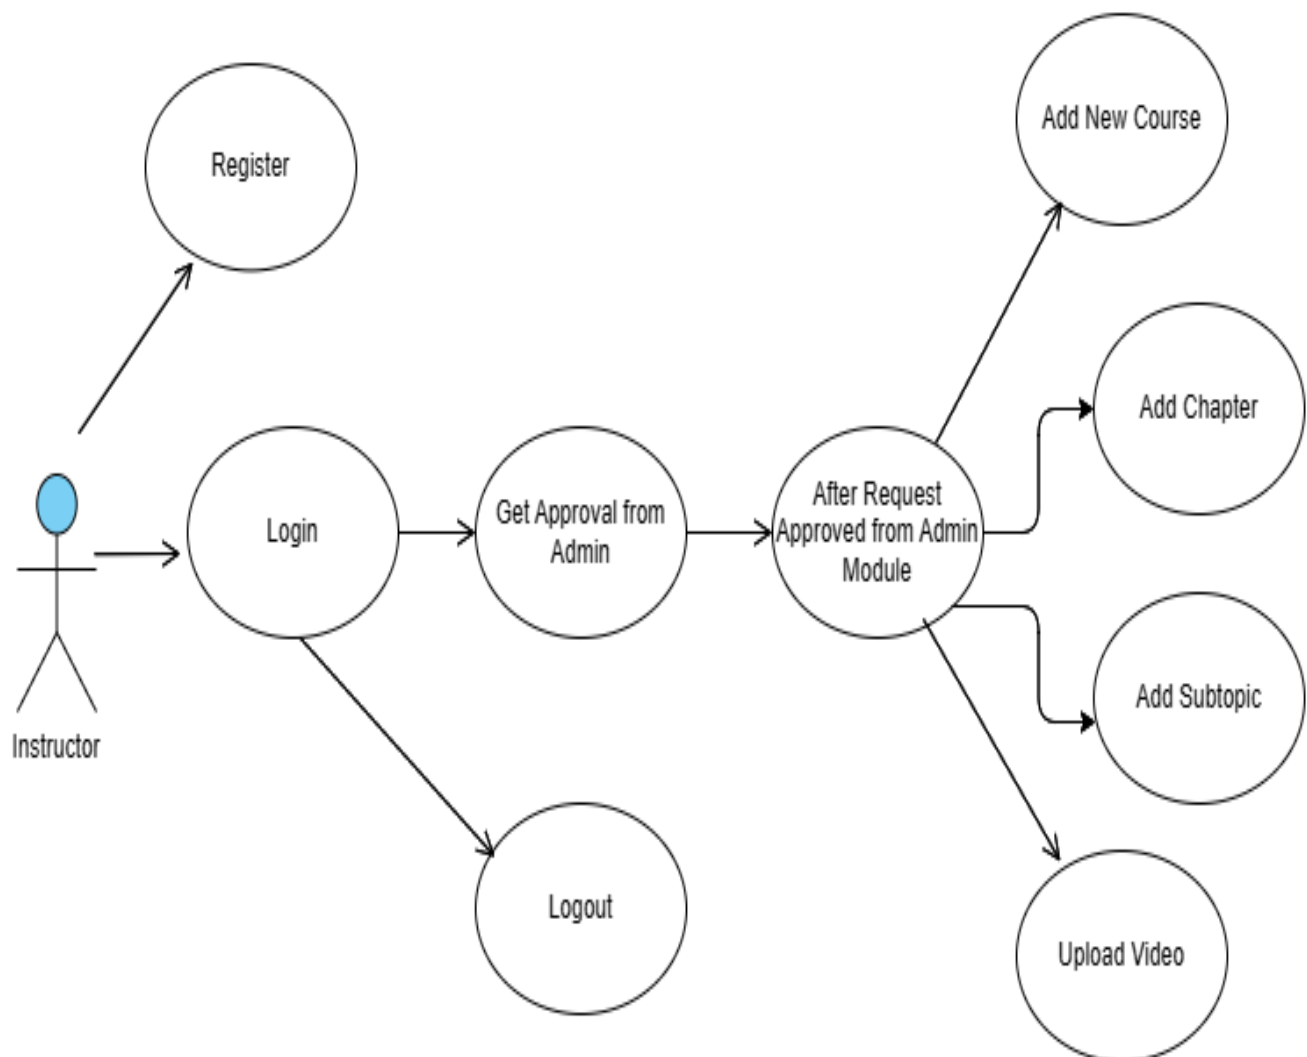 Add New Course
Register
Add Chapter
After Request
Approved from Admin
Module
Get Approval from
Admin
Login
Add Subtopic
Instructor
Logout
Upload Video